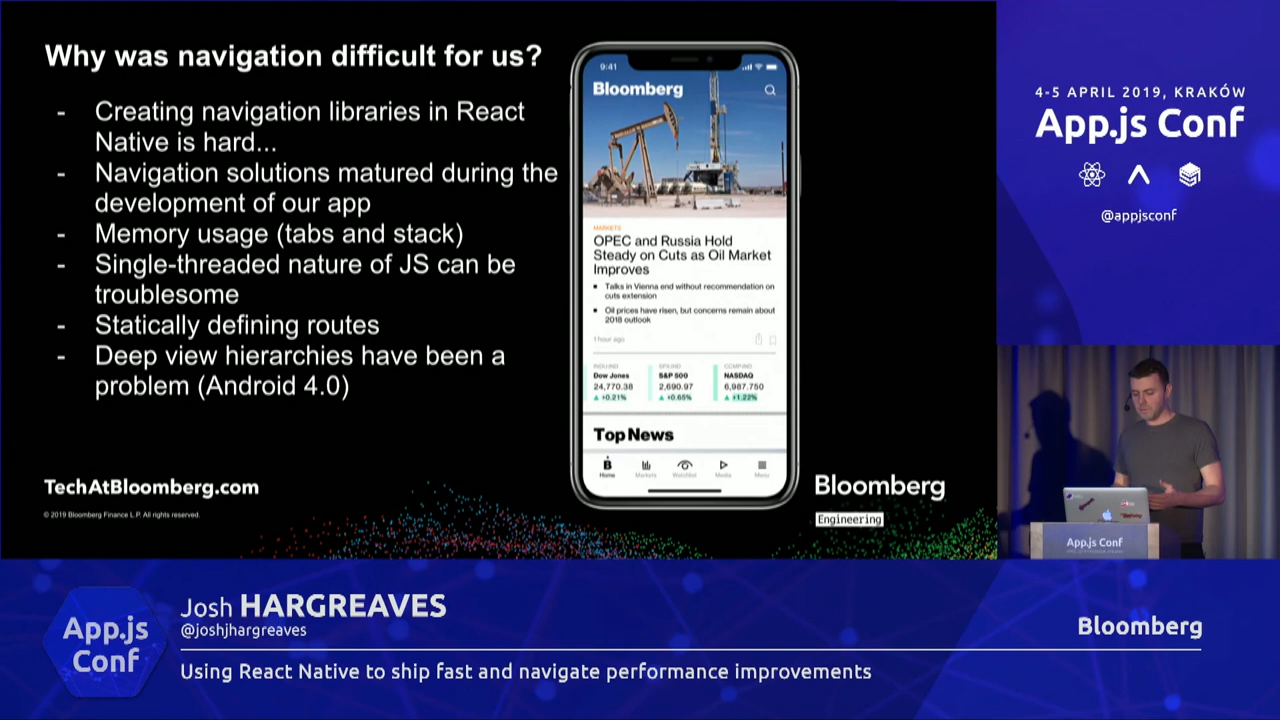 Why was navigation difficult for us?
- Creating navigation libraries in React
Native is hard...
- Navigation solutions matured during the
development of our app
- Memory usage (tabs and stack)
- Single-threaded nature of JS can be
troublesome
- Statically defining routes
- Deep view hierarchies have been a
problem (Android 4.0)
TechAtBloomberg.com
© 2019 Bloomberg Finance L.P. All rights reserved.
9:41
Bloomberg
MARKETS
OPEC and Russia Hold
Steady on Cuts as Oil Market
Improves
Talks in Vienna end without recommendation on
cuts extension
Oil prices have risen, but concerns remain about
2018 outlook
1 hour ago
Dow Jones S&P 500 NASDAQ
24,770.38 2,690.97 6,987.750
+0.21% +0.65% +1.22%
Top News
Home Markets Watchlist Media Menu
Bloomberg
Engineering
4-5 APRIL 2019, KRAKÓW
App.js Conf
@appjsconf
App.js Conf
App.js
Conf
Josh HARGREAVES
@joshjhargreaves
Bloomberg
Using React Native to ship fast and navigate performance improvements